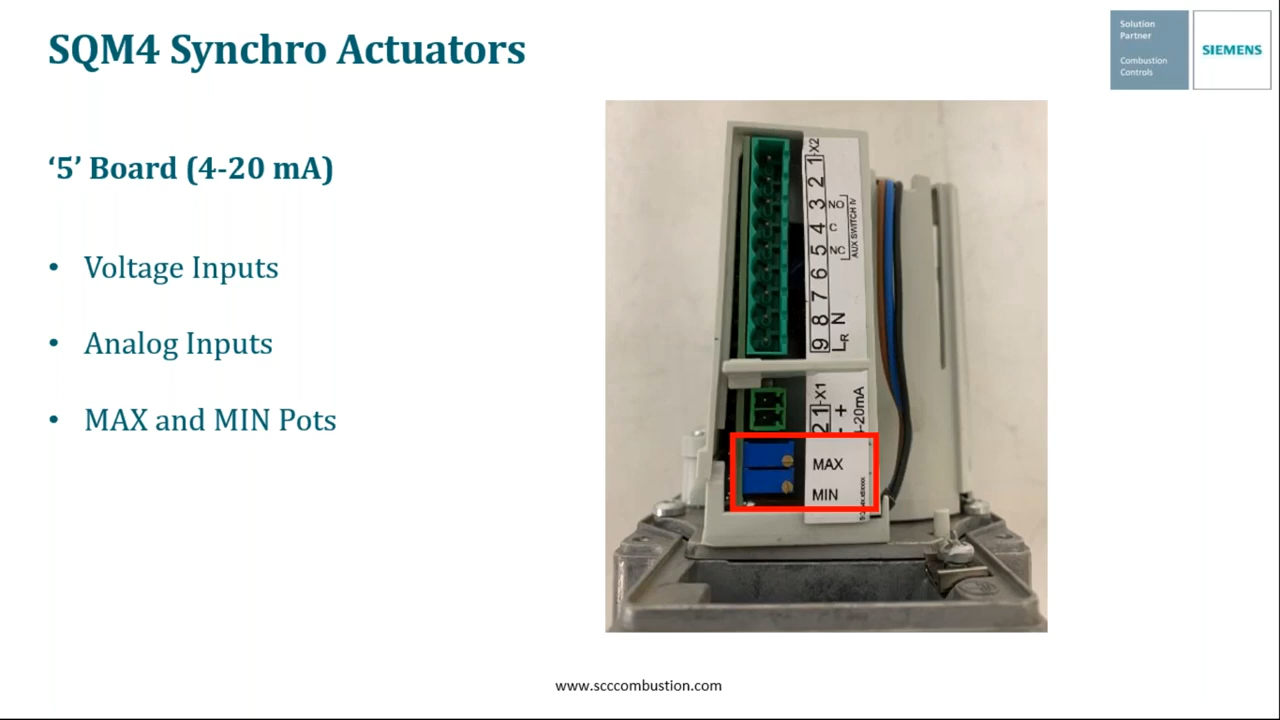 SQM4 Synchro Actuators
Solution
Partner
Combustion
Controls
SIEMENS
‘5’ Board (4-20 mA)
• Voltage Inputs
• Analog Inputs
• MAX and MIN Pots
1 2 3 4 5 6 7 8 9
X2
NO
C
NC
AUX SWITCH IV
LR N
X1
2 1
- +
-20mA
MAX
MIN
www.scccombustion.com